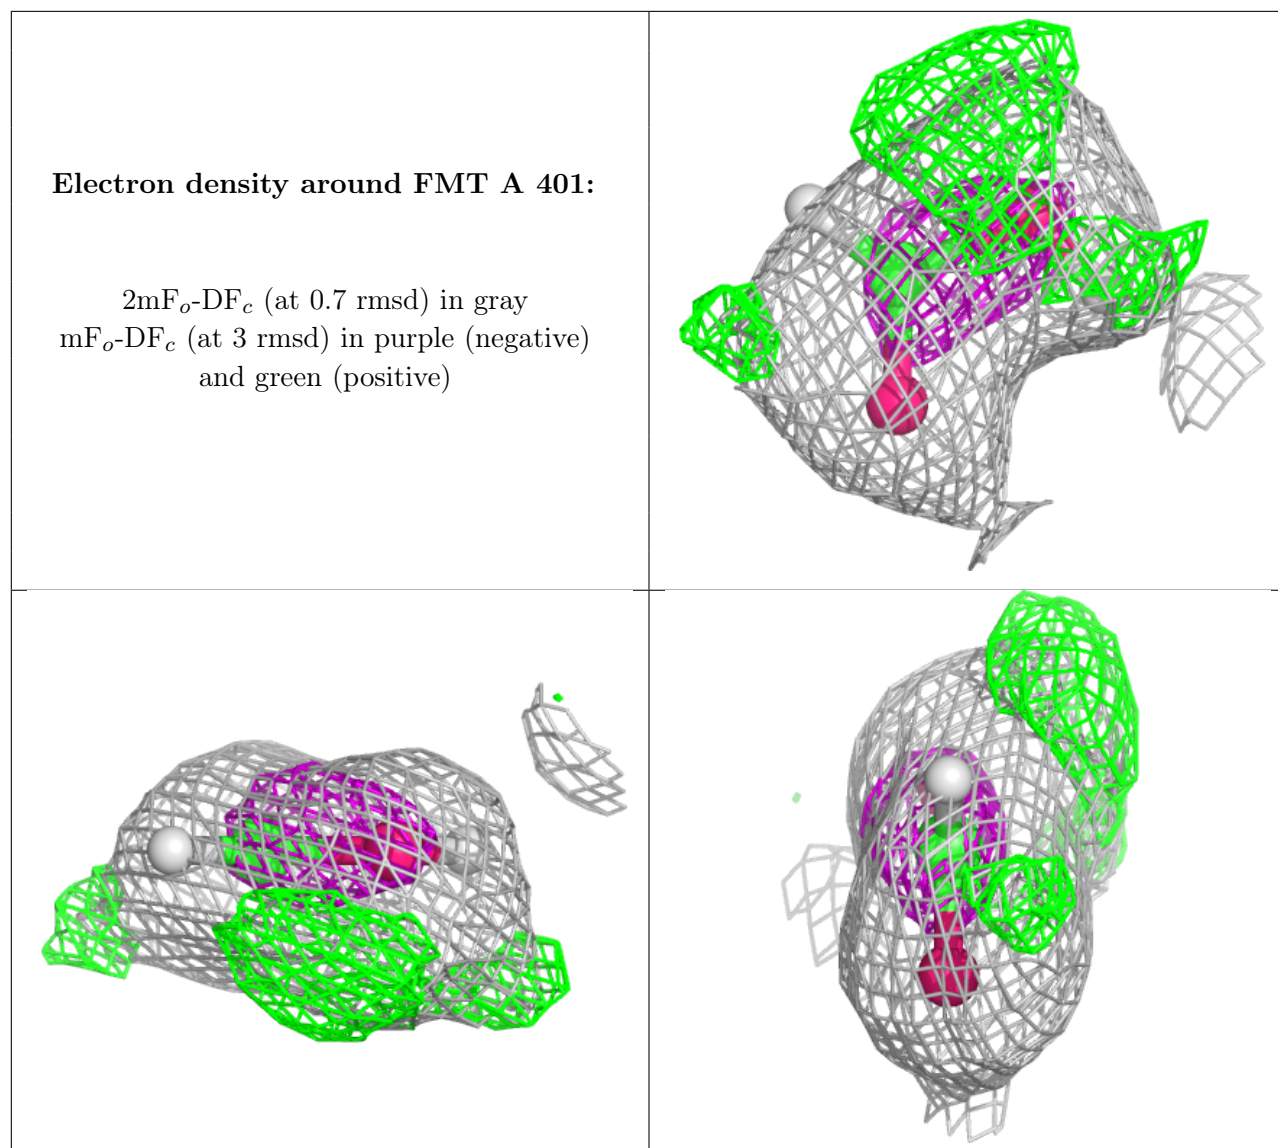 Electron density around FMT A 401:
2mFo-DFc (at 0.7 rmsd) in gray
mFo-DFc (at 3 rmsd) in purple (negative)
and green (positive)